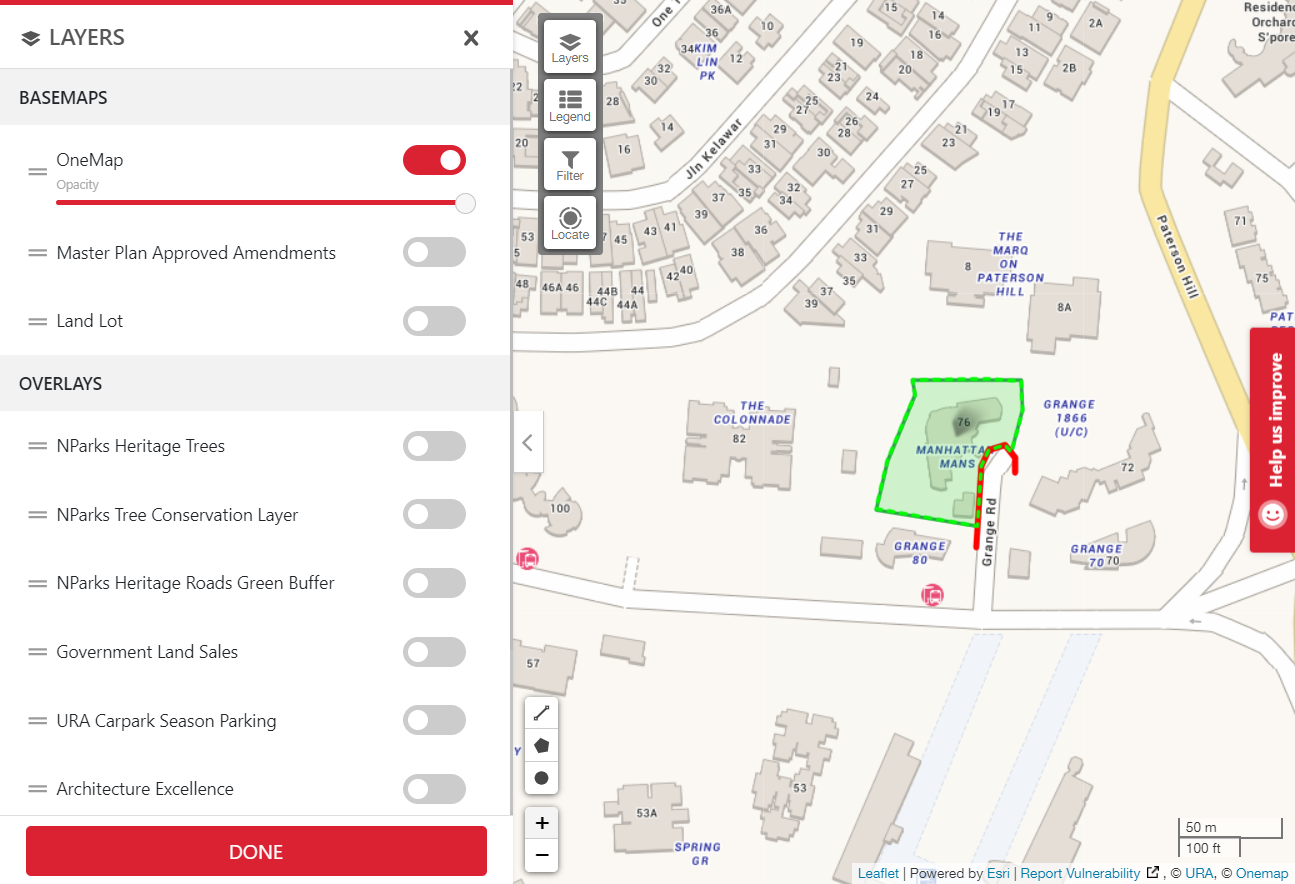 LAYERS
BASEMAPS
OneMap
Opacity
Master Plan Approved Amendments
Land Lot
OVERLAYS
NParks Heritage Trees
NParks Tree Conservation Layer
NParks Heritage Roads Green Buffer
Government Land Sales
URA Carpark Season Parking
Architecture Excellence
DONE
Layers
Legend
Filter
Locate
One T
36A
36
34
KIM
LIN
PK
10
12
32
30
28
14
16
22
20
Jln Kelawar
15
14
16
19
18
20
21
23
24
25
27
26
28
29
31
30
33
35
32
34
37
39
36
38
9
11
2A
13
15
2B
17
19
21
23
25
27
29
31
33
35
37
39
53
45
43
41
42
40
48
46A
46
44B
44
44C
44A
Residen
Orchar
S'pore
Paterson Hill
71
75
PAT
THE
MARQ
ON
PATERSON
HILL
8
8A
THE
COLONNADE
82
76
MANHATTA
MANS
GRANGE
1866
(U/C)
72
100
GRANGE
80
Grange Rd
GRANGE
70
70
57
53
53A
SPRING
GR
Y
Help us improve
+
−
50 m
100 ft
Leaflet | Powered by Esri | Report Vulnerability , © URA, © Onemap